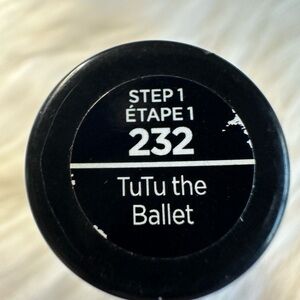 STEP 1
ÉTAPE 1
232
TuTu the
Ballet